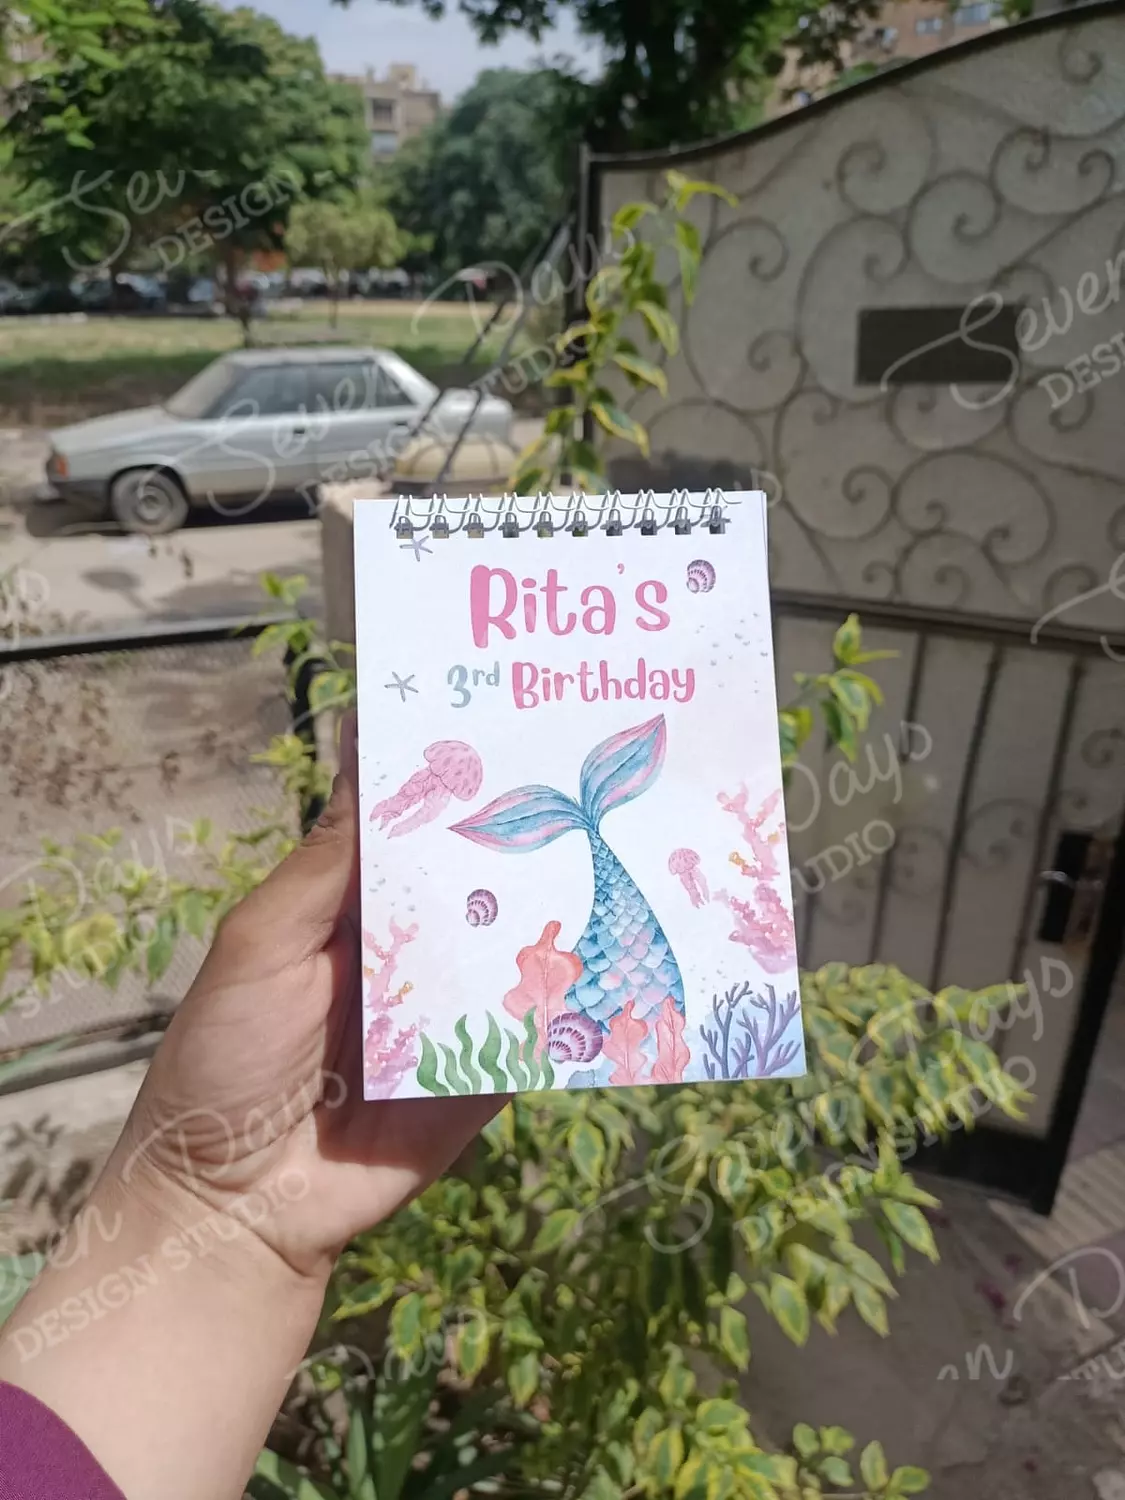 Rita's
3rd Birthday
Seven Days
DESIGN STUDIO